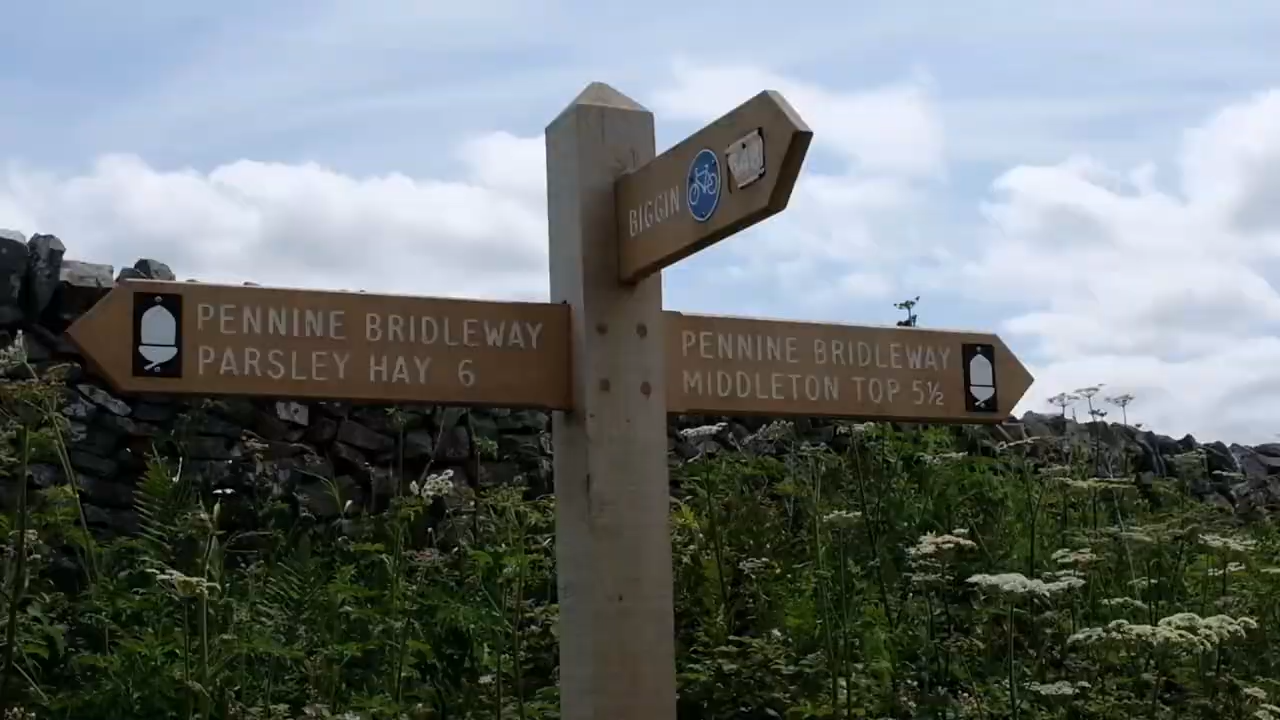 BIGGIN
PENNINE BRIDLEWAY
PARSLEY HAY 6
PENNINE BRIDLEWAY
MIDDLETON TOP 5½